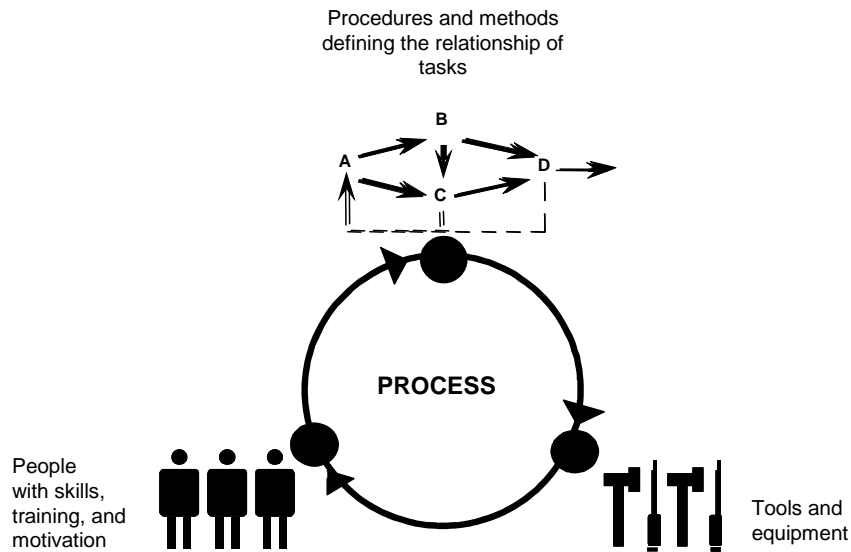 Procedures and methods
defining the relationship of
tasks
B
A
D
C
PROCESS
People
with skills,
training, and
motivation
Tools and
equipment